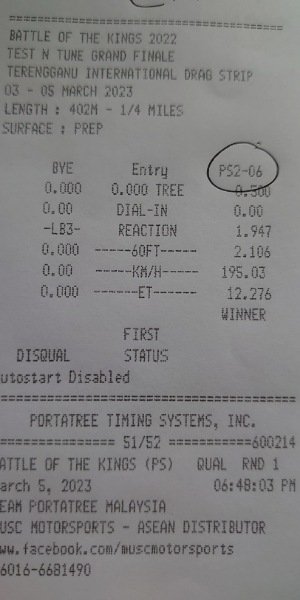 BATTLE OF THE KINGS 2022
TEST N TUNE GRAND FINALE
TERENGGANU INTERNATIONAL DRAG STRIP
03 - 05 MARCH 2023
LENGTH : 402M - 1/4 MILES
SURFACE : PREP
BYE Entry PS2-06
0.000 0.000 TREE 0.500
0.00 DIAL-IN 0.00
-LB3- REACTION 1.947
0.000 -----60FT----- 2.106
0.00 -----KM/H----- 195.03
0.000 ------ET------ 12.276
WINNER
FIRST
DISQUAL STATUS
utostart Disabled
PORTATREE TIMING SYSTEMS, INC.
=============== 51/52 ===========600214
ATTLE OF THE KINGS (PS) QUAL RND 1
arch 5, 2023 06:48:03 PM
EAM PORTATREE MALAYSIA
USC MOTORSPORTS - ASEAN DISTRIBUTOR
ww.facebook.com/muscmotorsports
6016-6681490